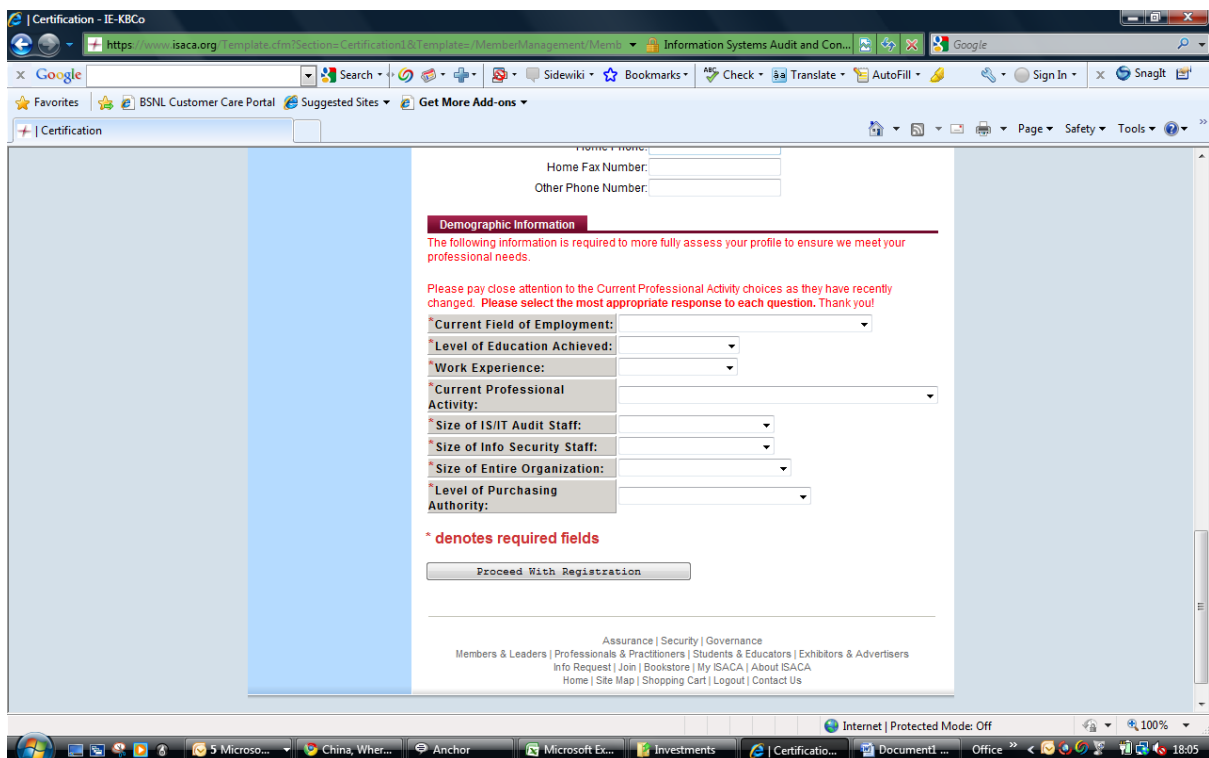 | Certification - IE-KBCo
https://www.isaca.org/Template.cfm?Section=Certification1&Template=/MemberManagement/Memb
Information Systems Audit and Con...
Google
x Google
Search
Sidewiki
Bookmarks
Check
Translate
AutoFill
Sign In
x
SnagIt
Favorites
BSNL Customer Care Portal
Suggested Sites
Get More Add-ons
| Certification
Page
Safety
Tools
Home Phone:
Home Fax Number:
Other Phone Number:
Demographic Information
The following information is required to more fully assess your profile to ensure we meet your
professional needs.
Please pay close attention to the Current Professional Activity choices as they have recently
changed. Please select the most appropriate response to each question. Thank you!
*Current Field of Employment:
*Level of Education Achieved:
*Work Experience:
*Current Professional
Activity:
*Size of IS/IT Audit Staff:
*Size of Info Security Staff:
*Size of Entire Organization:
*Level of Purchasing
Authority:
* denotes required fields
Proceed With Registration
Assurance | Security | Governance
Members & Leaders | Professionals & Practitioners | Students & Educators | Exhibitors & Advertisers
Info Request | Join | Bookstore | My ISACA | About ISACA
Home | Site Map | Shopping Cart | Logout | Contact Us
Internet | Protected Mode: Off
100%
5 Microso...
China, Wher...
Anchor
Microsoft Ex...
Investments
| Certificatio...
Document1 ...
Office
18:05